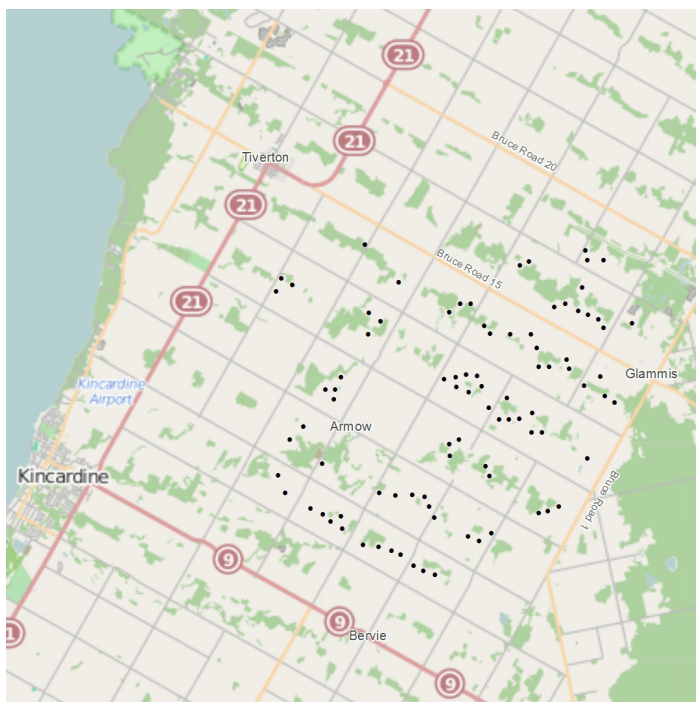 21
21
Bruce Road 20
Tiverton
21
Bruce Road 15
21
Glammis
Kincardine
Airport
Armow
Kincardine
Bruce Road 1
9
9
Bervie
9